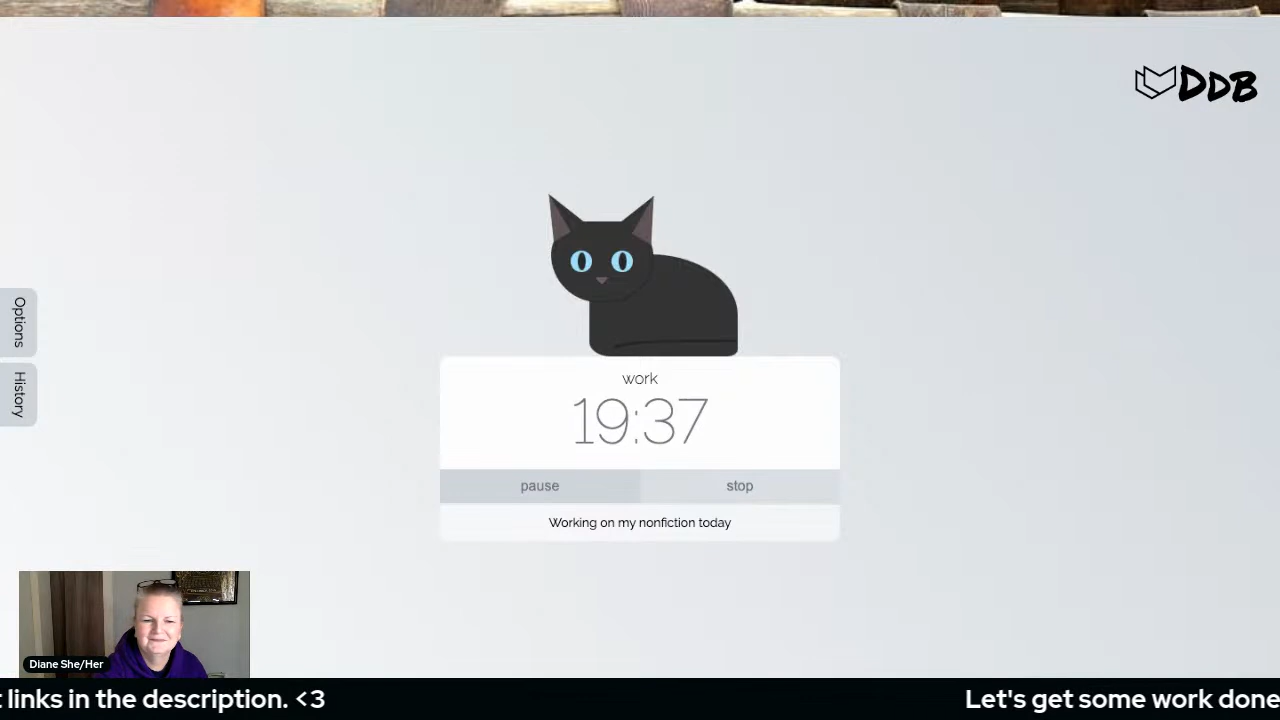 DDB
Options
History
work
19:37
pause stop
Working on my nonfiction today
Diane She/Her
links in the description. <3 Let's get some work done